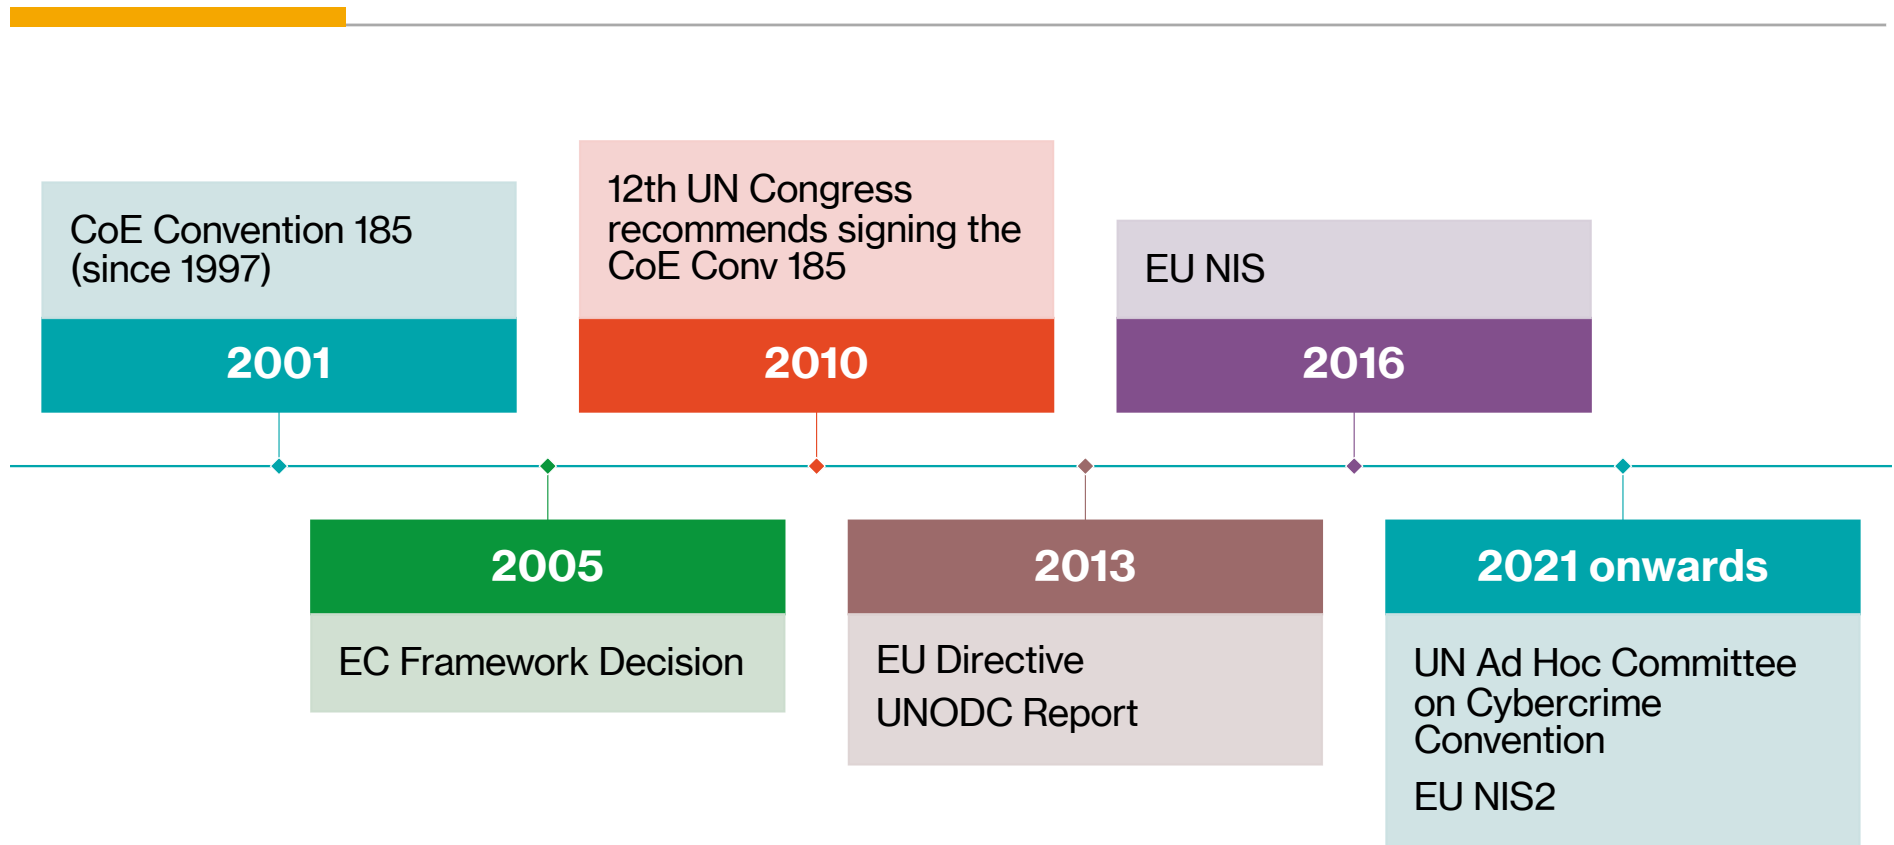 CoE Convention 185
(since 1997)
2001
2005
EC Framework Decision
12th UN Congress
recommends signing the
CoE Conv 185
2010
2013
EU Directive
UNODC Report
EU NIS
2016
2021 onwards
UN Ad Hoc Committee
on Cybercrime
Convention
EU NIS2